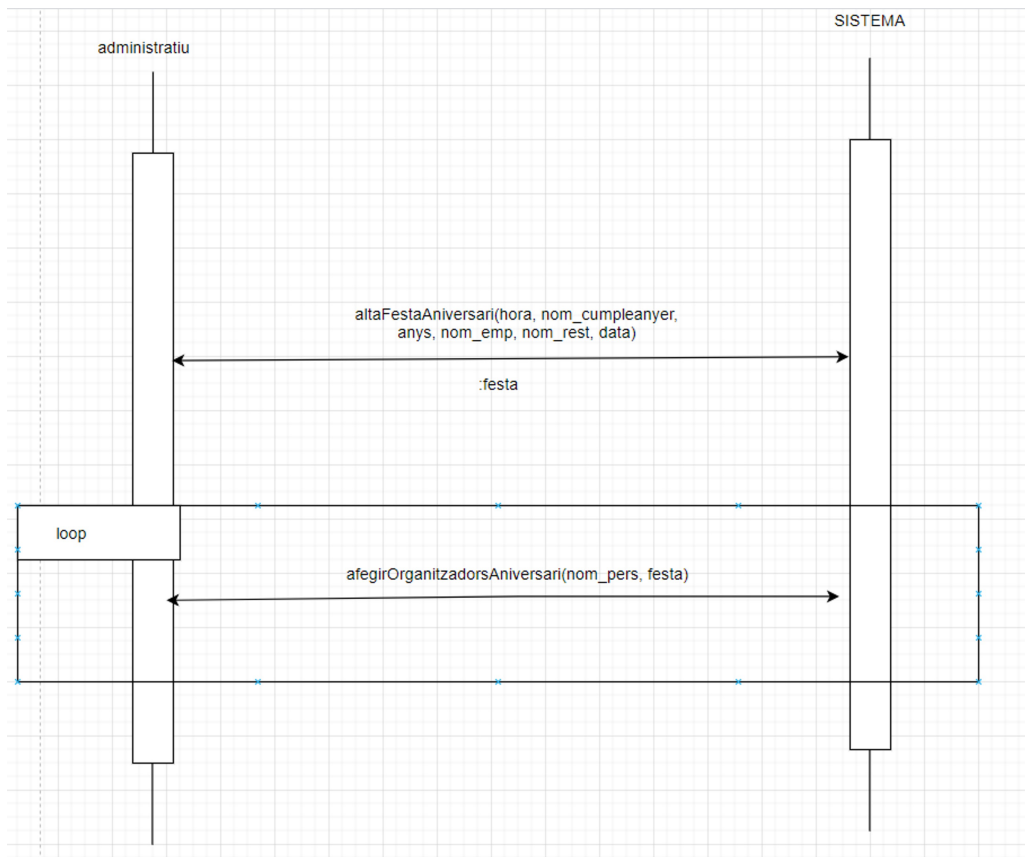 SISTEMA
administratiu
altaFestaAniversari(hora, nom_cumpleanyer,
anys, nom_emp, nom_rest, data)
:festa
loop
afegirOrganitzadorsAniversari(nom_pers, festa)